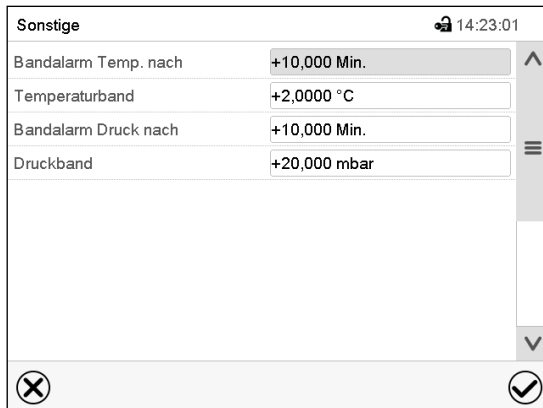 Sonstige 14:23:01
Bandalarm Temp. nach +10,000 Min.
Temperaturband +2,0000 °C
Bandalarm Druck nach +10,000 Min.
Druckband +20,000 mbar